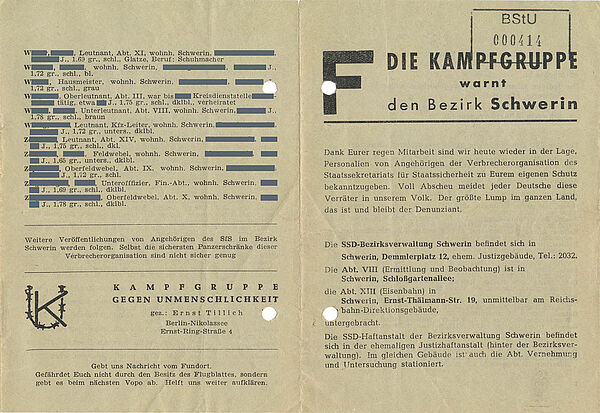 W Leutnant, Abt. XI, wohnh. Schwerin,
J., 1,69 gr., schl., Glatze, Beruf: Schuhmacher
W wohnh. Schwerin, J.,
1,72 gr., schl., bl.
W Hausmeister, wohnh. Schwerin,
J., 1,72 gr., schl., grau
W Oberleutnant, Abt. III, war bis Kreisdienststelle
tätig, etwa J., 1,75 gr., schl., dklbl., verheiratet
W Unterleutnant, Abt. VIII, wohnh. Schwerin,
J., 1,78 gr., schl., braun
W Leutnant, Kfz-Leiter, wohnh. Schwerin,
J., 1,72 gr., unters., dklbl.
Z Leutnant, Abt. XIV, wohnh. Schwerin,
J., 1,75 gr., schl., dkl.
Z Feldwebel, wohnh. Schwerin,
J., 1,65 gr., unters., dklbl.
Z Oberfeldwebel, Abt. IX, wohnh. Schwerin,
J., 1,72 gr., schl.
Z Unteroffizier, Fin.-Abt., wohnh. Schwerin,
J., 1,69 gr., schl., dklbl.
Z Oberfeldwebel, Abt. X, wohnh. Schwerin,
J., 1,78 gr., schl., dklbl.
Weitere Veröffentlichungen von Angehörigen des SfS im Bezirk
Schwerin werden folgen. Selbst die sichersten Panzerschränke dieser
Verbrecherorganisation sind nicht sicher genug
K
KAMPFGRUPPE
GEGEN UNMENSCHLICHKEIT
gez.: Ernst Tillich
Berlin-Nikolassee
Ernst-Ring-Straße 4
Gebt uns Nachricht vom Fundort.
Gefährdet Euch nicht durch den Besitz des Flugblattes, sondern
gebt es beim nächsten Vopo ab. Helft uns weiter aufklären.
BStU
000414
F
DIE KAMPFGRUPPE
warnt
den Bezirk Schwerin
Dank Eurer regen Mitarbeit sind wir heute wieder in der Lage,
Personalien von Angehörigen der Verbrecherorganisation des
Staatssekretariats für Staatssicherheit zu Eurem eigenen Schutz
bekanntzugeben. Voll Abscheu meidet jeder Deutsche diese
Verräter in unserem Volk. Der größte Lump im ganzen Land,
das ist und bleibt der Denunziant.
Die SSD-Bezirksverwaltung Schwerin befindet sich in
Schwerin, Demmlerplatz 12, ehem. Justizgebäude, Tel.: 2032.
Die Abt. VIII (Ermittlung und Beobachtung) ist in
Schwerin, Schloßgartenallee;
die Abt. XIII (Eisenbahn) in
Schwerin, Ernst-Thälmann-Str. 19, unmittelbar am Reichs-
bahn-Direktionsgebäude,
untergebracht.
Die SSD-Haftanstalt der Bezirksverwaltung Schwerin befindet
sich in der ehemaligen Justizhaftanstalt (hinter der Bezirksver-
waltung). Im gleichen Gebäude ist auch die Abt. Vernehmung
und Untersuchung stationiert.